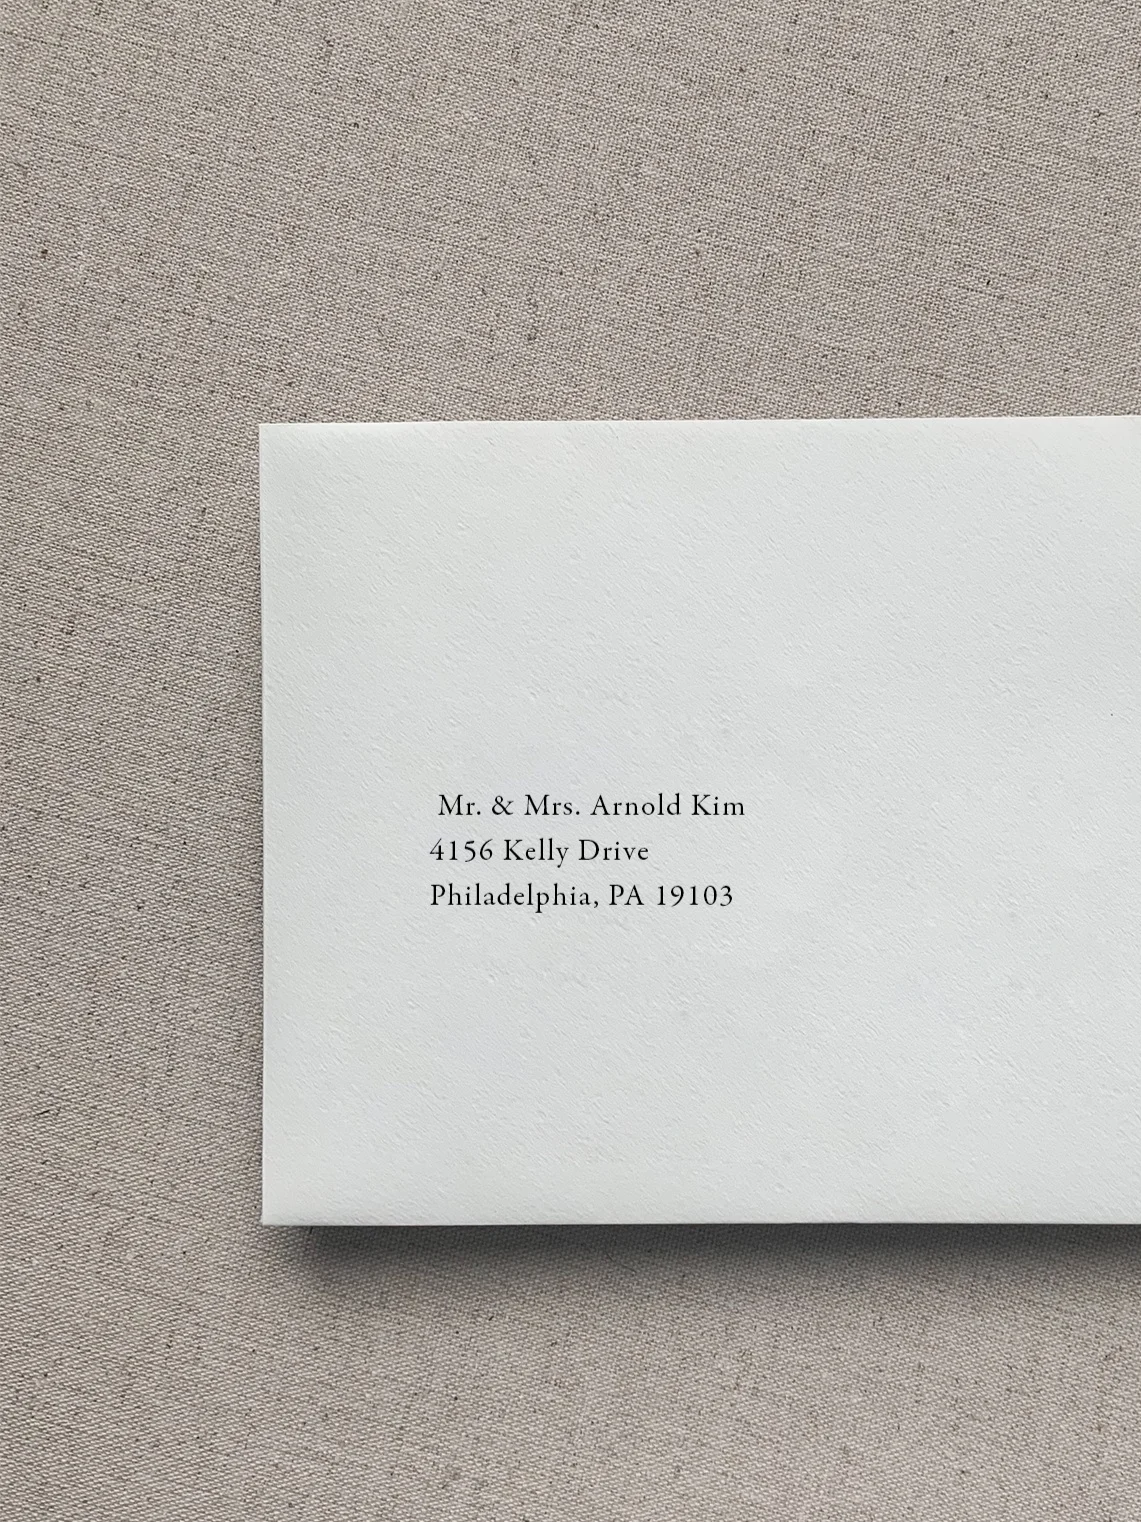 Mr. & Mrs. Arnold Kim
4156 Kelly Drive
Philadelphia, PA 19103